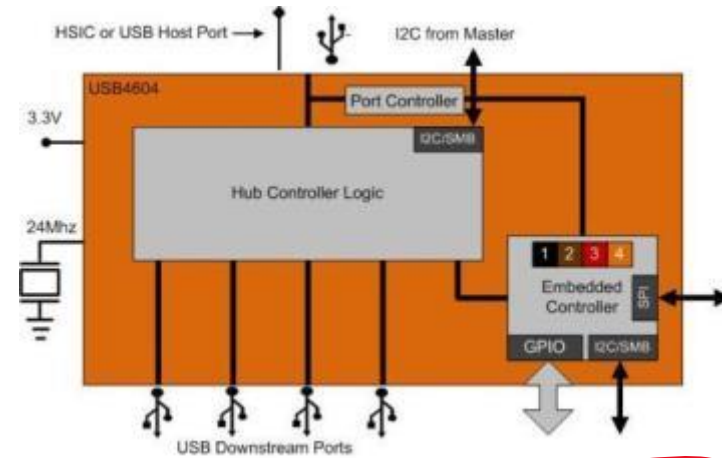 HSIC or USB Host Port
I2C from Master
USB4604
Port Controller
3.3V
I2C/SMB
Hub Controller Logic
24Mhz
1 2 3 4
Embedded
Controller
SPI
GPIO
I2C/SMB
USB Downstream Ports